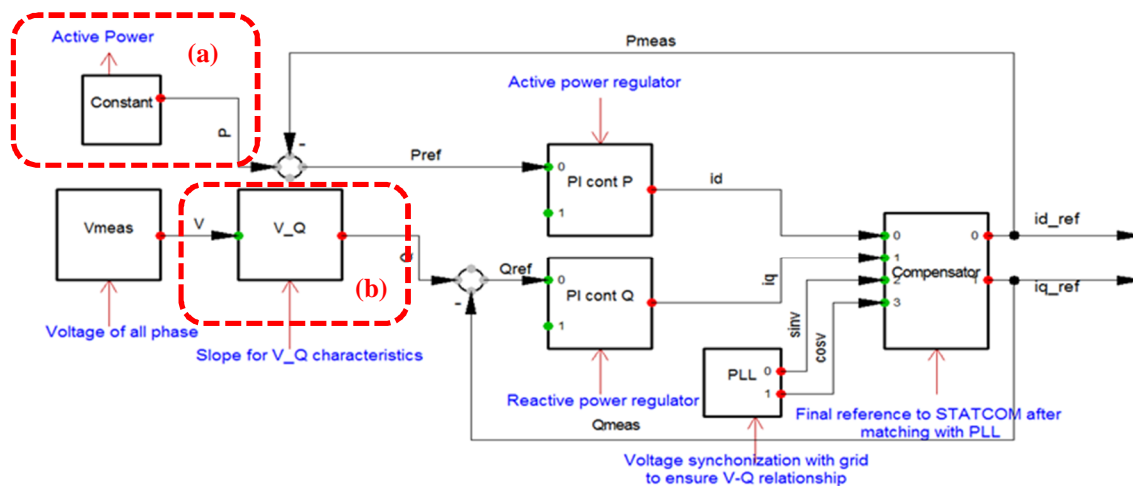 Active Power
(a)
Constant
P
Pmeas
-
Active power regulator
Pref
0
PI cont P
1
id
Vmeas
V
V_Q
(b)
Q
Voltage of all phase
Slope for V_Q characteristics
-
Qref
0
PI cont Q
1
iq
Reactive power regulator
Qmeas
sinv
cosv
PLL
0
1
Voltage synchonization with grid
to ensure V-Q relationship
0
1
2
3
Compensator
0
1
id_ref
iq_ref
Final reference to STATCOM after
matching with PLL